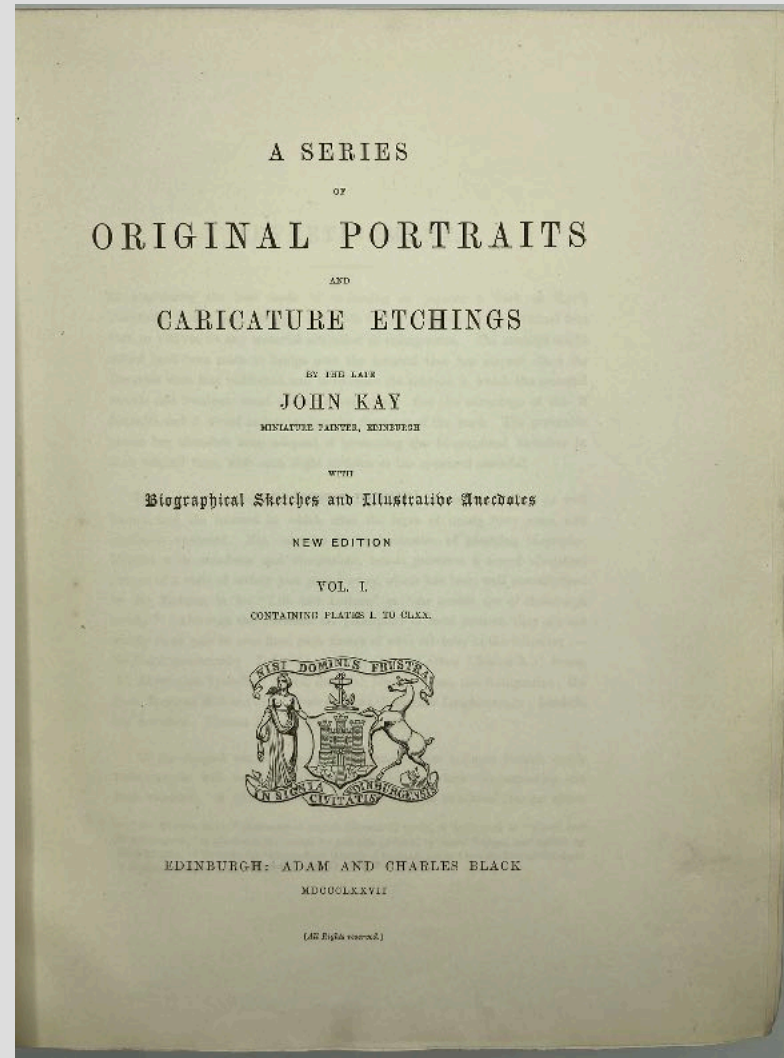 A SERIES
OF
ORIGINAL PORTRAITS
AND
CARICATURE ETCHINGS
BY THE LATE
JOHN KAY
MINIATURE PAINTER, EDINBURGH
WITH
Biographical Sketches and Illustrative Anecdotes
NEW EDITION
VOL. I.
CONTAINING PLATES I. TO CLXX.
NISI DOMINUS FRUSTRA
INSIGNIA CIVITATIS EDINBURGENSIS
EDINBURGH: ADAM AND CHARLES BLACK
MDCCCLXXVII
(All Rights reserved.)